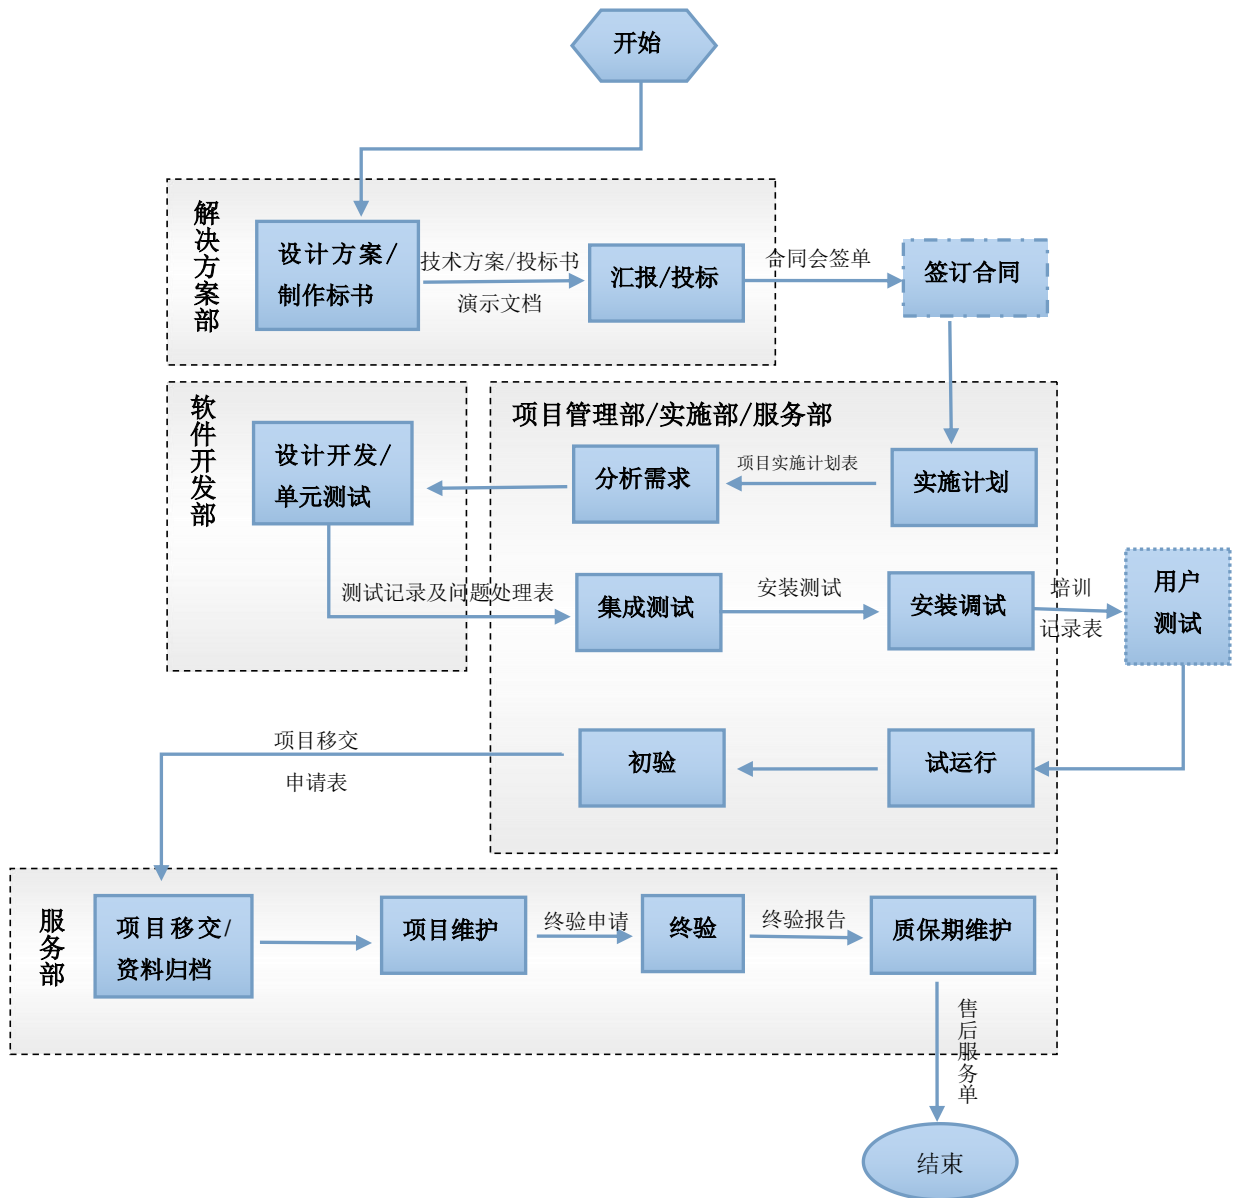 开始
解决方案部
设计方案/
制作标书
技术方案/投标书
演示文档
汇报/投标
合同会签单
签订合同
软件开发部
设计开发/
单元测试
项目管理部/实施部/服务部
分析需求
项目实施计划表
实施计划
测试记录及问题处理表
集成测试
安装测试
安装调试
培训
记录表
用户
测试
项目移交
申请表
初验
试运行
服务部
项目移交/
资料归档
项目维护
终验申请
终验
终验报告
质保期维护
售后服务单
结束